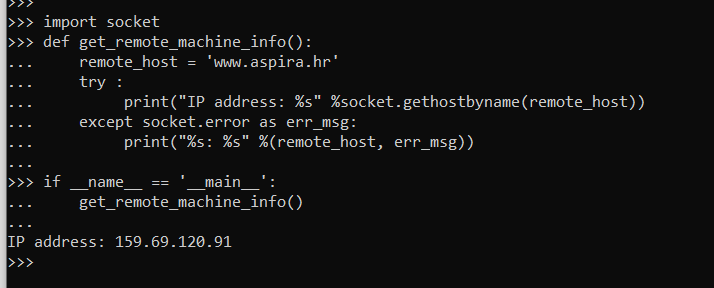 >>>
>>> import socket
>>> def get_remote_machine_info():
...     remote_host = 'www.aspira.hr'
...     try :
...          print("IP address: %s" %socket.gethostbyname(remote_host))
...     except socket.error as err_msg:
...          print("%s: %s" %(remote_host, err_msg))
...
>>> if __name__ == '__main__':
...     get_remote_machine_info()
...
IP address: 159.69.120.91
>>>